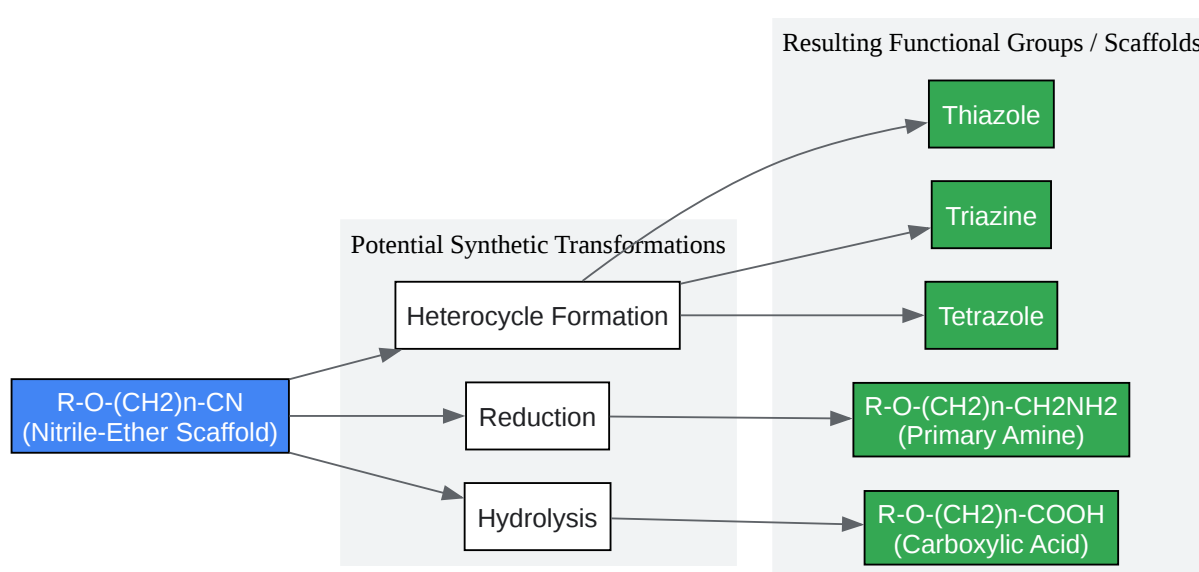 Resulting Functional Groups / Scaffolds
Thiazole
Triazine
Potential Synthetic Transformations
Heterocycle Formation
Tetrazole
R-O-(CH2)n-CN
(Nitrile-Ether Scaffold)
Reduction
R-O-(CH2)n-CH2NH2
(Primary Amine)
Hydrolysis
R-O-(CH2)n-COOH
(Carboxylic Acid)